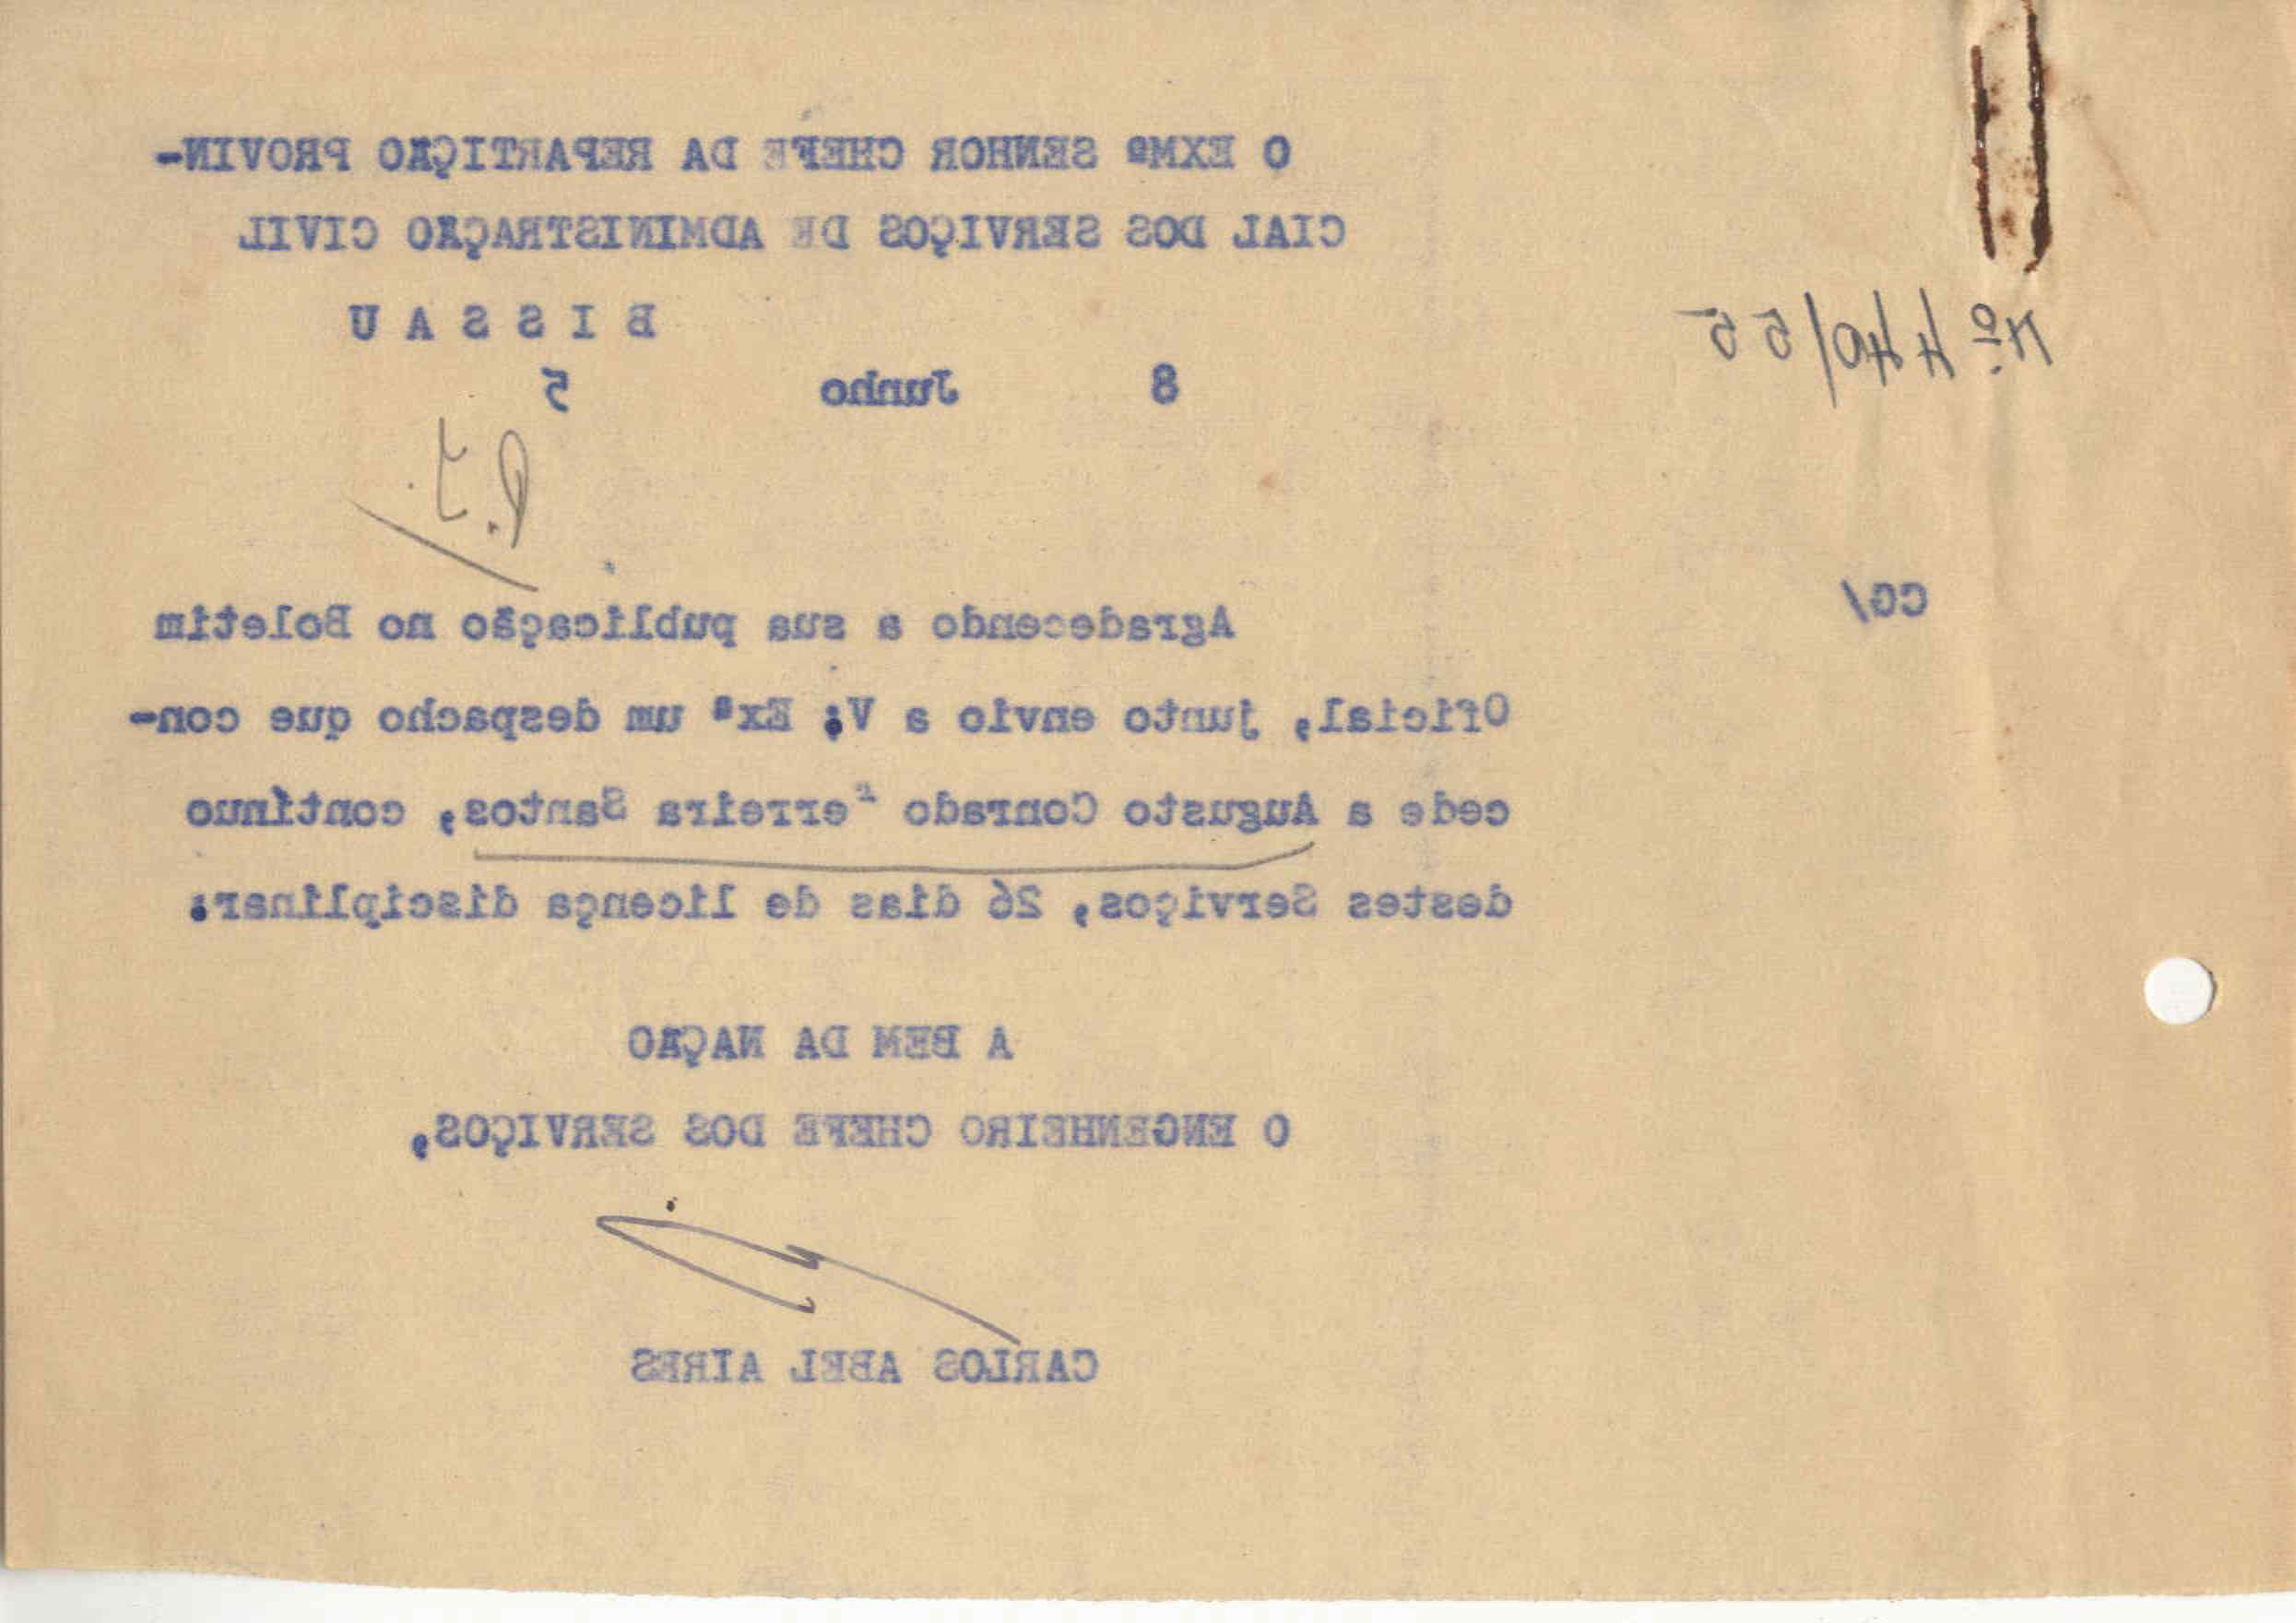 O EXMº SENHOR CHEFE DA REPARTIÇÃO PROVIN-
CIAL DOS SERVIÇOS DE ADMINISTRAÇÃO CIVIL
B I S S A U
Nº 440/55
8 Junho 5
P. I.
CG/
Agradecendo a sua publicação no Boletim
Oficial, junto envio a V; Exª um despacho que con-
cede a Augusto Conrado Ferreira Santos, contínuo
destes Serviços, 26 dias de licença disciplinar:
A BEM DA NAÇÃO
O ENGENHEIRO CHEFE DOS SERVIÇOS,
CARLOS ABEL AIRES